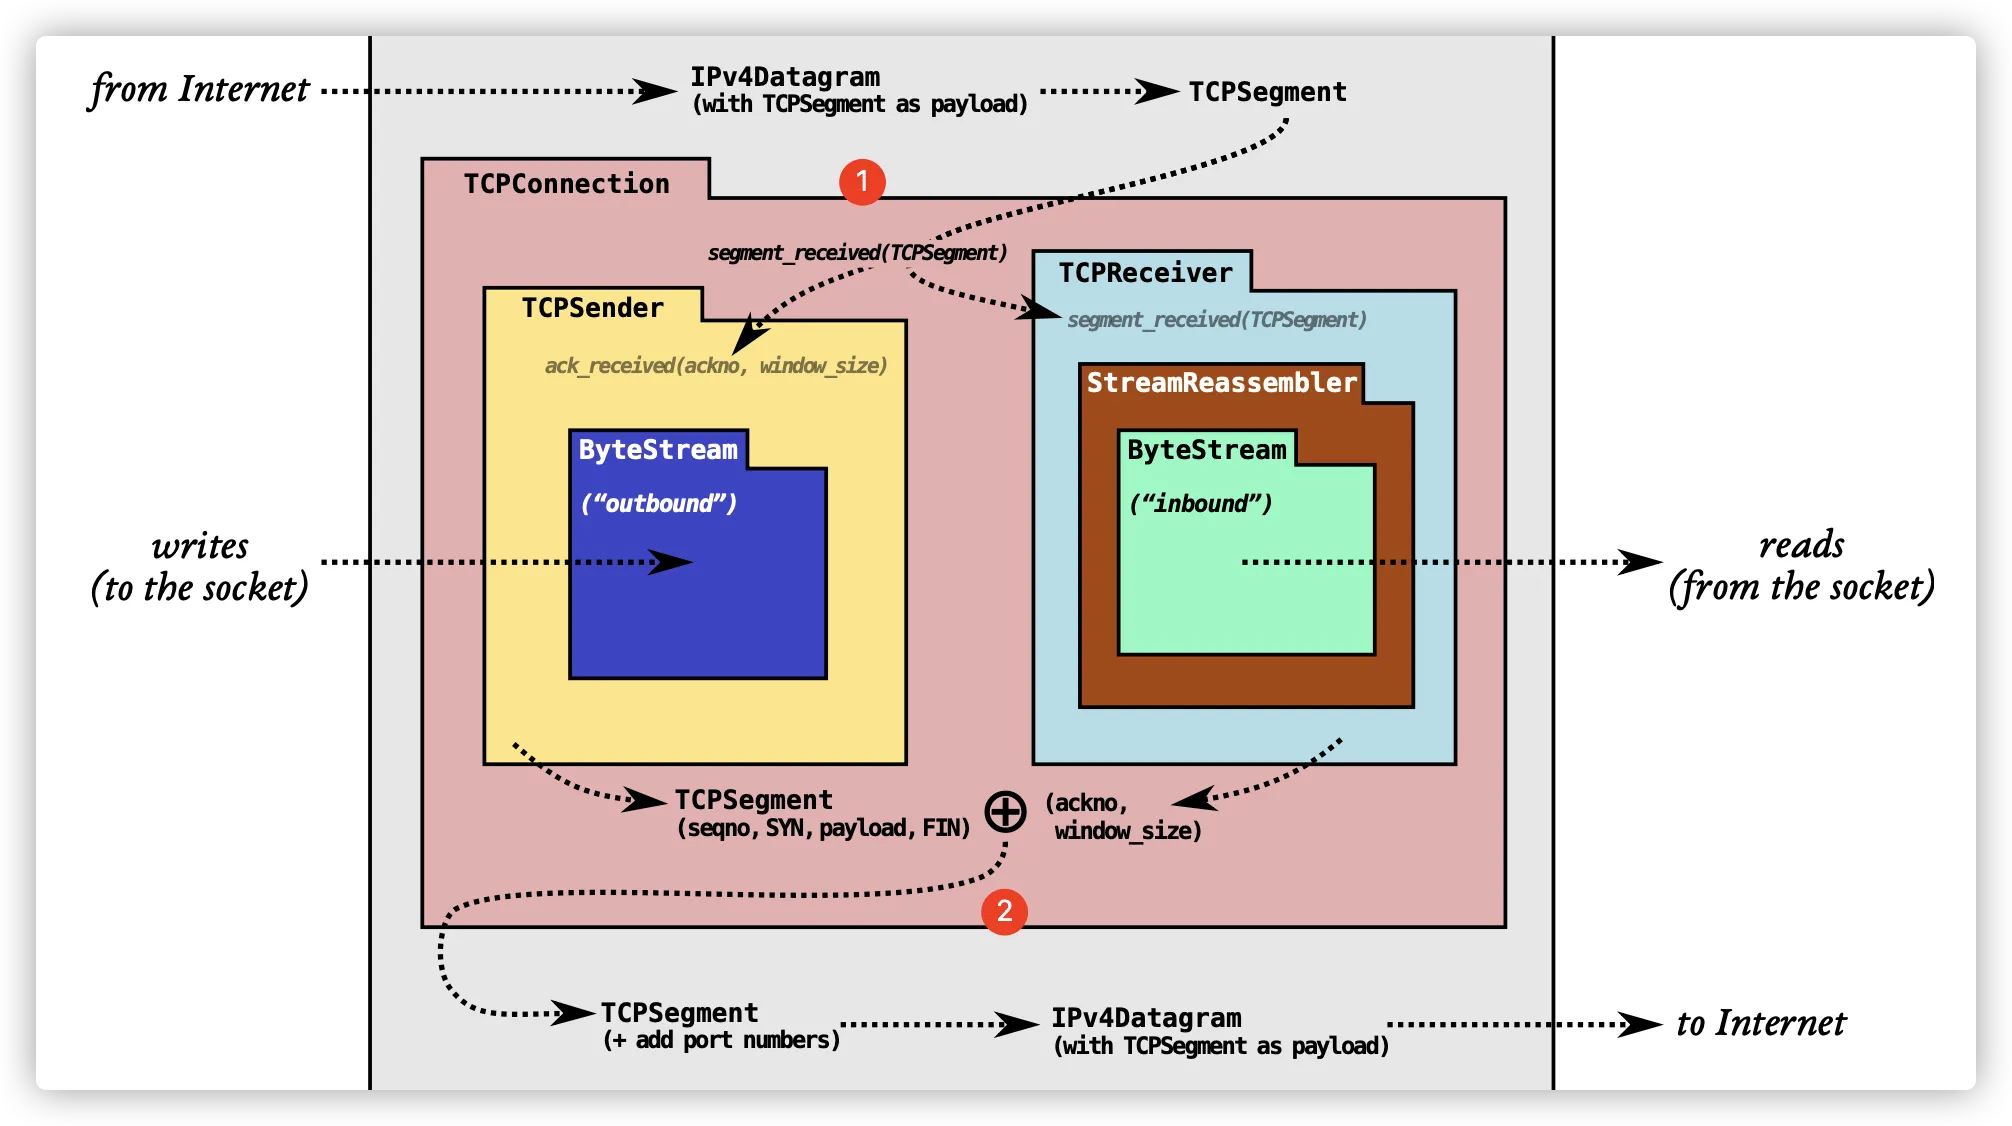 from Internet
IPv4Datagram
(with TCPSegment as payload)
TCPSegment
TCPConnection
1
segment_received(TCPSegment)
TCPSender
ack_received(ackno, window_size)
ByteStream
(“outbound”)
TCPReceiver
segment_received(TCPSegment)
StreamReassembler
ByteStream
(“inbound”)
writes
(to the socket)
reads
(from the socket)
TCPSegment
(seqno, SYN, payload, FIN)
(ackno,
window_size)
2
TCPSegment
(+ add port numbers)
IPv4Datagram
(with TCPSegment as payload)
to Internet